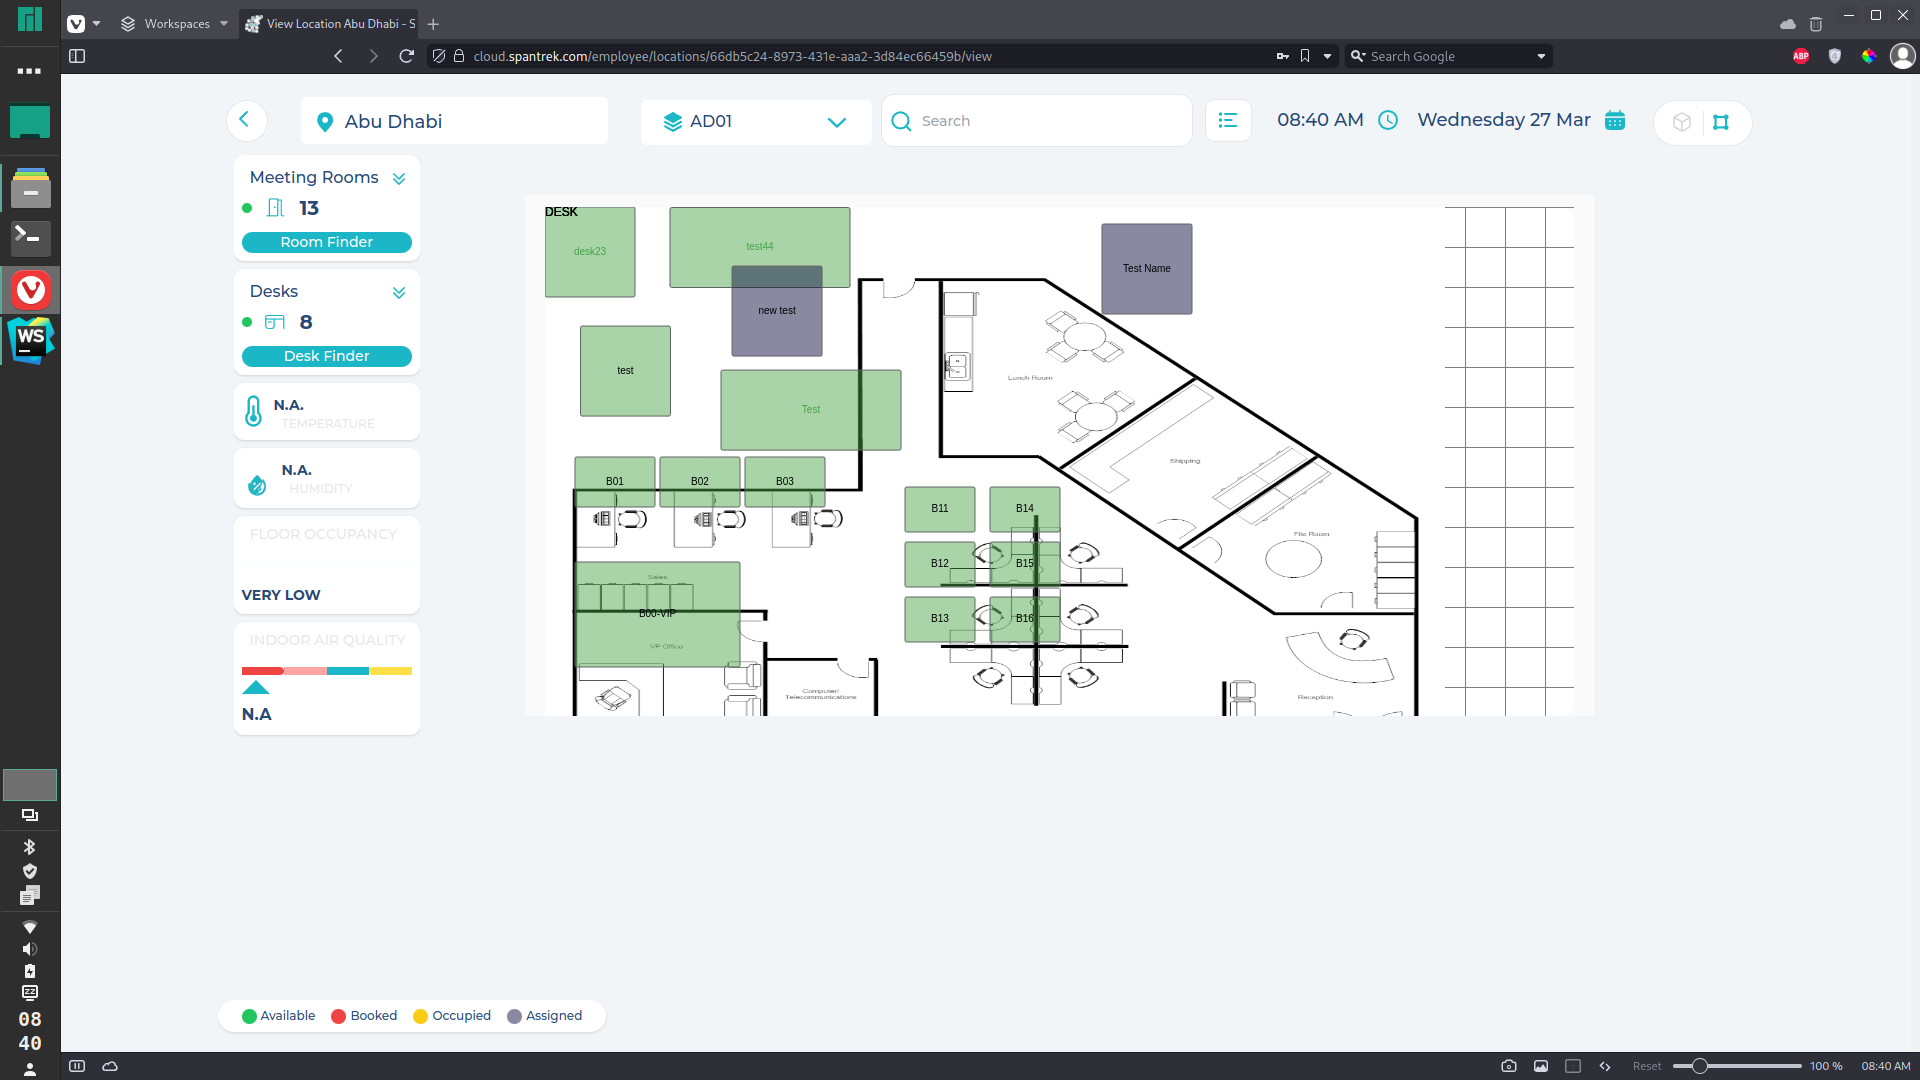 Workspaces
View Location Abu Dhabi - S
cloud.spantrek.com/employee/locations/66db5c24-8973-431e-aaa2-3d84ec66459b/view
Search Google
ABP
Abu Dhabi
AD01
Search
08:40 AM
Wednesday 27 Mar
Meeting Rooms
13
Room Finder
Desks
8
Desk Finder
N.A.
TEMPERATURE
N.A.
HUMIDITY
FLOOR OCCUPANCY
VERY LOW
INDOOR AIR QUALITY
N.A
DESK
desk23
test44
Test Name
new test
test
Test
Lunch Room
Shipping
B01
B02
B03
B11
B14
File Room
B12
B15
Sales
B00-VIP
B13
B16
VP Office
Computer/
Telecommunications
Reception
Available
Booked
Occupied
Assigned
WS
ZZ
08
40
Reset
100 %
08:40 AM